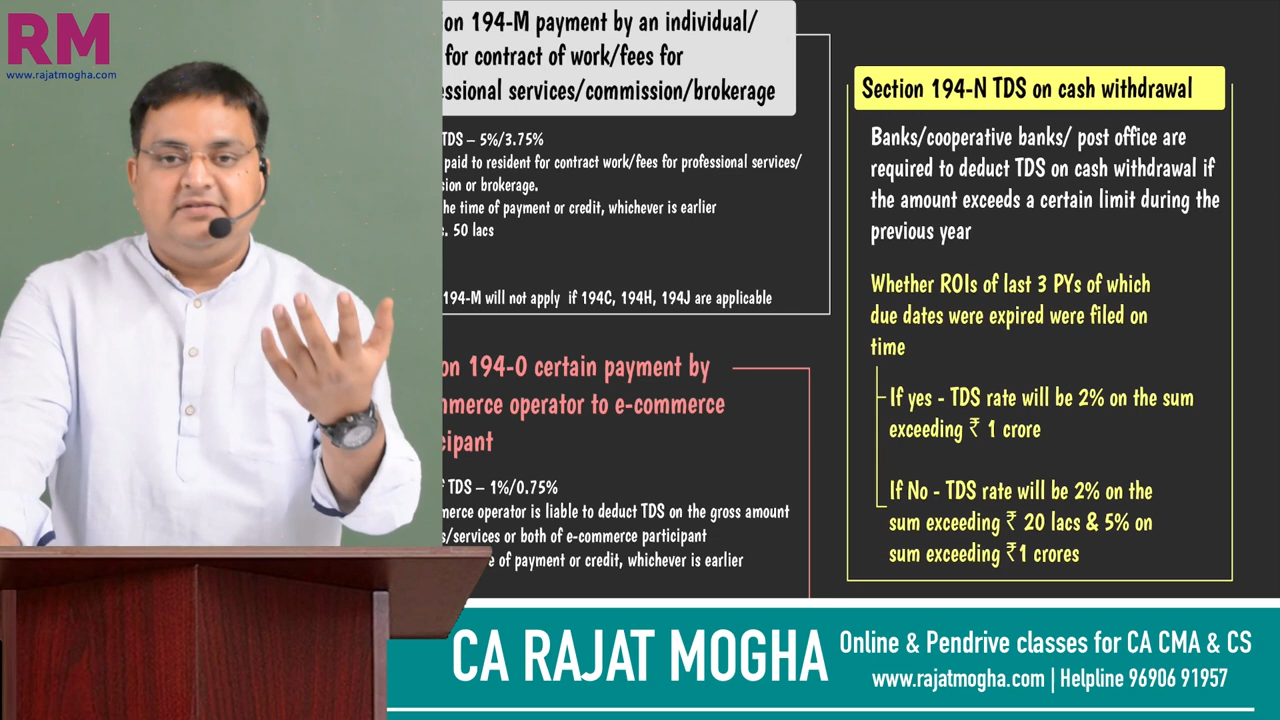 RM
www.rajatmogha.com
on 194-M payment by an individual/
for contract of work/fees for
essional services/commission/brokerage
TDS – 5%/3.75%
paid to resident for contract work/fees for professional services/
sion or brokerage.
he time of payment or credit, whichever is earlier
. 50 lacs
194-M will not apply if 194C, 194H, 194J are applicable
on 194-O certain payment by
mmerce operator to e-commerce
cipant
TDS – 1%/0.75%
merce operator is liable to deduct TDS on the gross amount
s/services or both of e-commerce participant
e of payment or credit, whichever is earlier
Section 194-N TDS on cash withdrawal
Banks/cooperative banks/ post office are
required to deduct TDS on cash withdrawal if
the amount exceeds a certain limit during the
previous year
Whether ROIs of last 3 PYs of which
due dates were expired were filed on
time
If yes - TDS rate will be 2% on the sum
exceeding ₹ 1 crore
If No - TDS rate will be 2% on the
sum exceeding ₹ 20 lacs & 5% on
sum exceeding ₹1 crores
CA RAJAT MOGHA
Online & Pendrive classes for CA CMA & CS
www.rajatmogha.com | Helpline 96906 91957